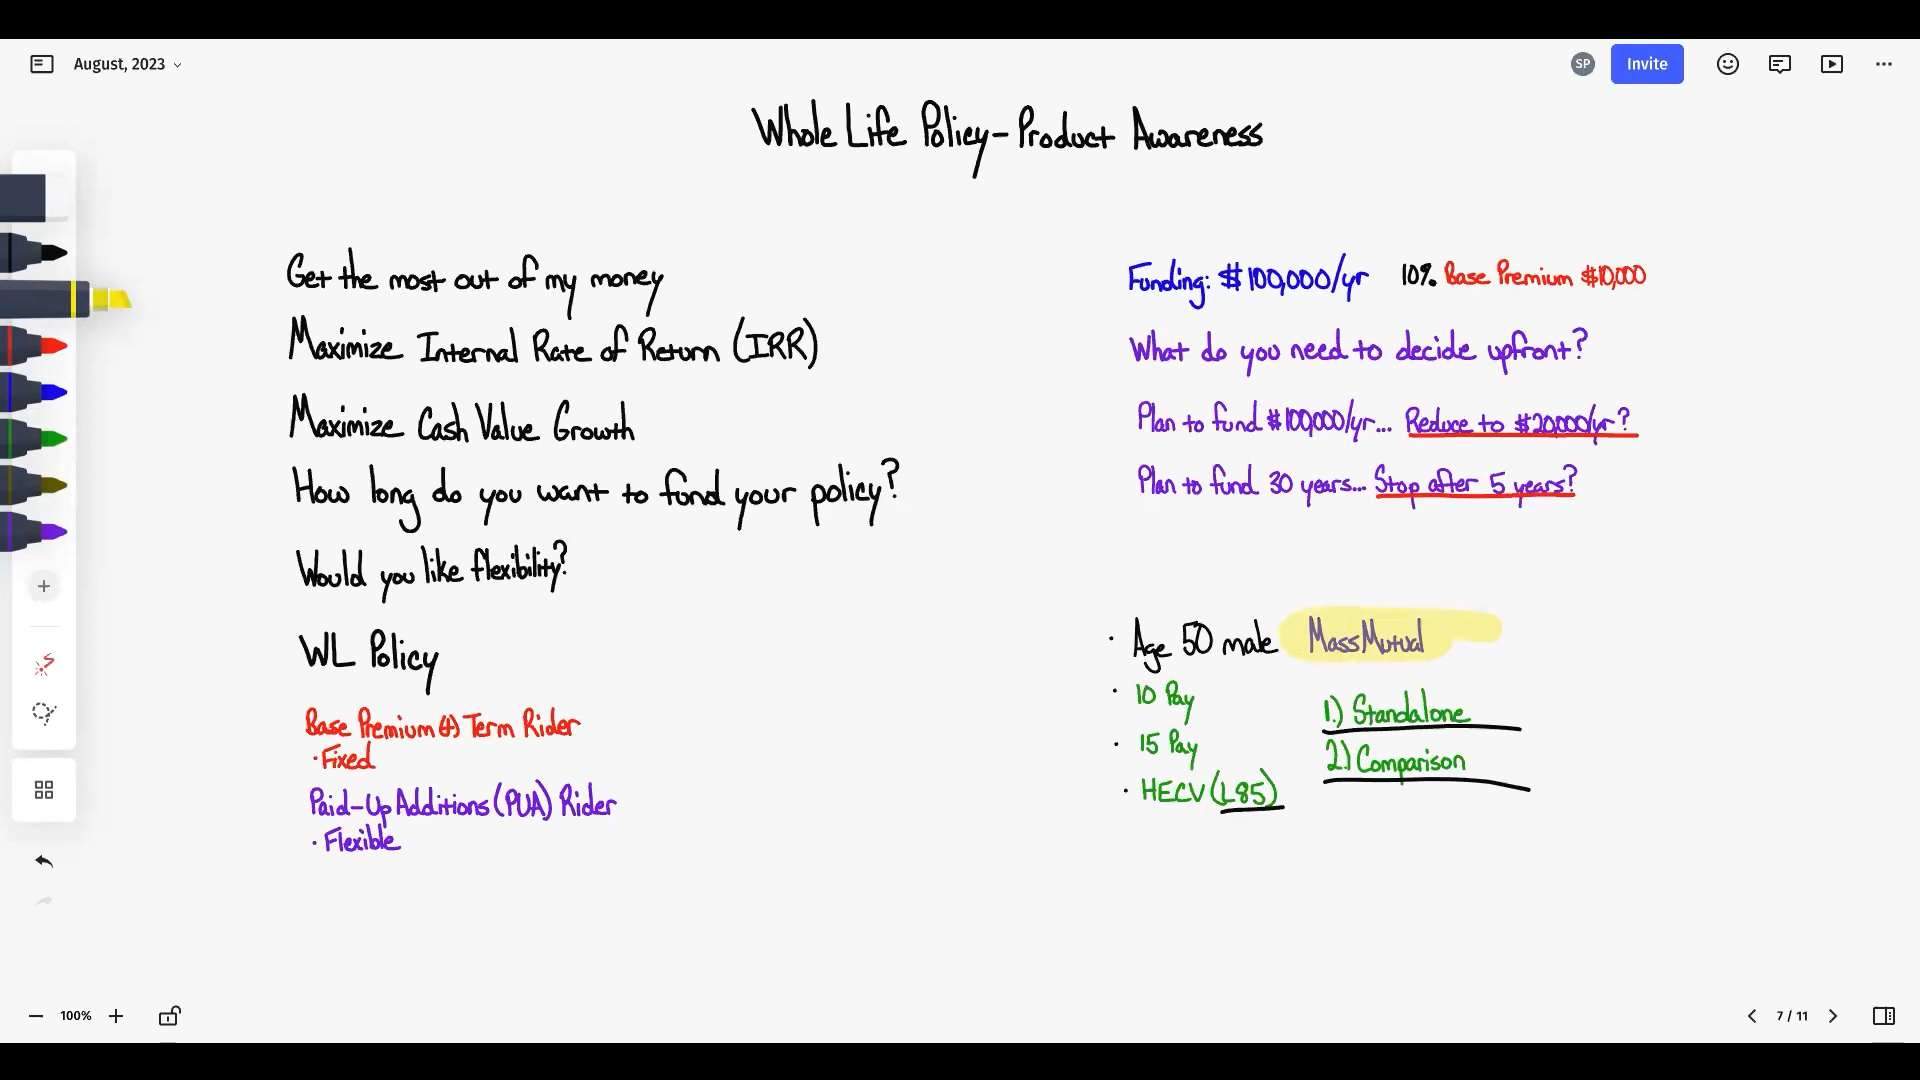 August, 2023
SP
Invite
Whole Life Policy - Product Awareness
Get the most out of my money
Maximize Internal Rate of Return (IRR)
Maximize Cash Value Growth
How long do you want to fund your policy?
Would you like flexibility?
WL Policy
Base Premium (+) Term Rider
· Fixed
Paid-Up Additions (PUA) Rider
· Flexible
Funding: $100,000/yr 10% Base Premium $10,000
What do you need to decide upfront?
Plan to fund $100,000/yr... Reduce to $20,000/yr?
Plan to fund 30 years... Stop after 5 years?
· Age 50 male MassMutual
· 10 Pay
· 15 Pay
· HECV (L85)
1.) Standalone
2.) Comparison
100%
7 / 11